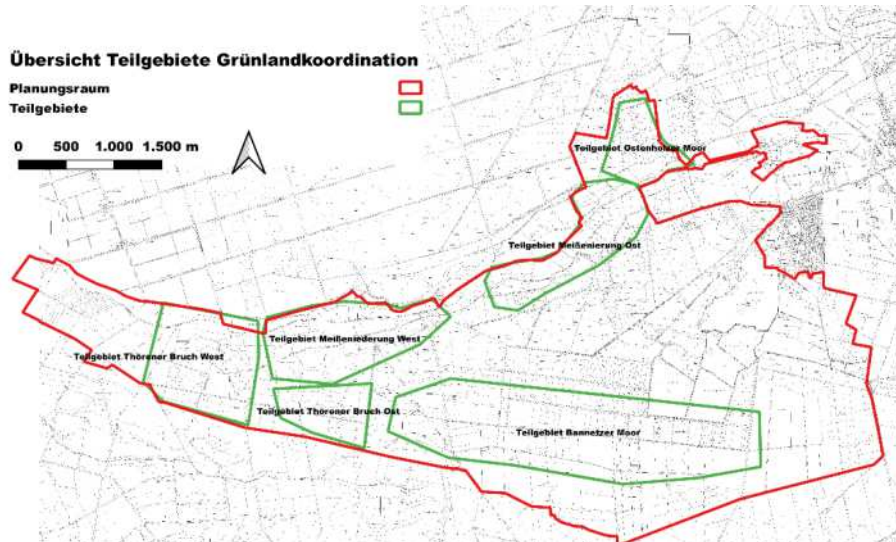 Übersicht Teilgebiete Grünlandkoordination
Planungsraum
Teilgebiete
0 500 1.000 1.500 m
Teilgebiet Ostenholzer Moor
Teilgebiet Meißenierung Ost
Teilgebiet Meißeniederung West
Teilgebiet Thörener Bruch West
Teilgebiet Thörener Bruch Ost
Teilgebiet Bannetzer Moor